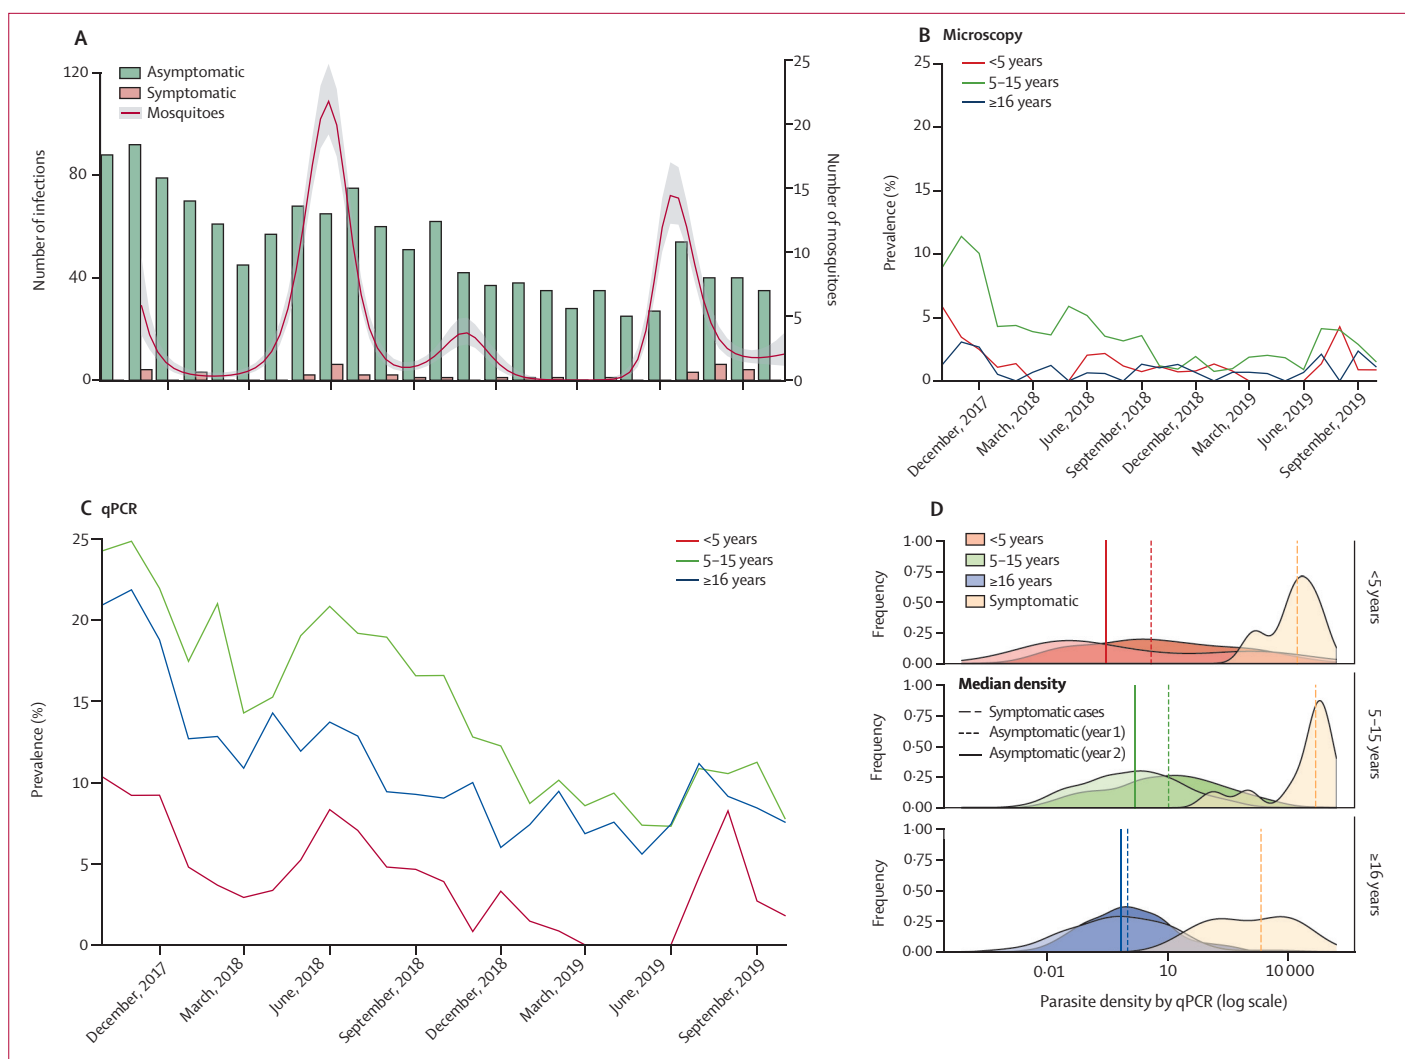 A
Asymptomatic
Symptomatic
Mosquitoes
Number of infections
120
80
40
0
Number of mosquitoes
25
20
15
10
5
0
B Microscopy
<5 years
5–15 years
≥16 years
Prevalence (%)
25
20
15
10
5
0
December, 2017
March, 2018
June, 2018
September, 2018
December, 2018
March, 2019
June, 2019
September, 2019
C qPCR
<5 years
5–15 years
≥16 years
Prevalence (%)
25
20
15
10
5
0
December, 2017
March, 2018
June, 2018
September, 2018
December, 2018
March, 2019
June, 2019
September, 2019
D
<5 years
5–15 years
≥16 years
Symptomatic
Frequency
1·00
0·75
0·50
0·25
0·00
<5 years
Median density
Symptomatic cases
Asymptomatic (year 1)
Asymptomatic (year 2)
Frequency
1·00
0·75
0·50
0·25
0·00
5–15 years
Frequency
1·00
0·75
0·50
0·25
0·00
≥16 years
0·01
10
10 000
Parasite density by qPCR (log scale)